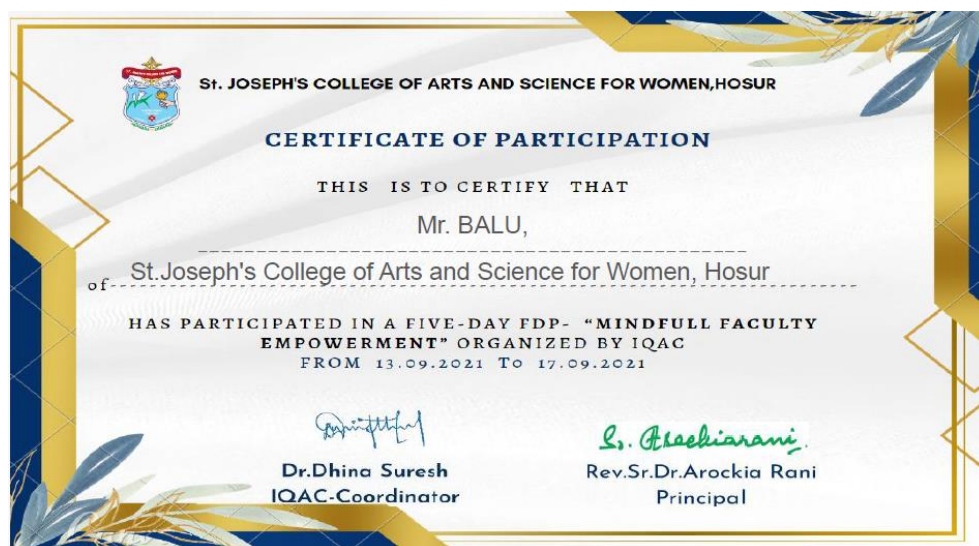 St. JOSEPH'S COLLEGE OF ARTS AND SCIENCE FOR WOMEN,HOSUR
CERTIFICATE OF PARTICIPATION
THIS IS TO CERTIFY THAT
Mr. BALU,
of St.Joseph's College of Arts and Science for Women, Hosur
HAS PARTICIPATED IN A FIVE-DAY FDP- “MINDFULL FACULTY
EMPOWERMENT” ORGANIZED BY IQAC
FROM 13.09.2021 To 17.09.2021
Dr.Dhina Suresh
IQAC-Coordinator
Rev.Sr.Dr.Arockia Rani
Principal